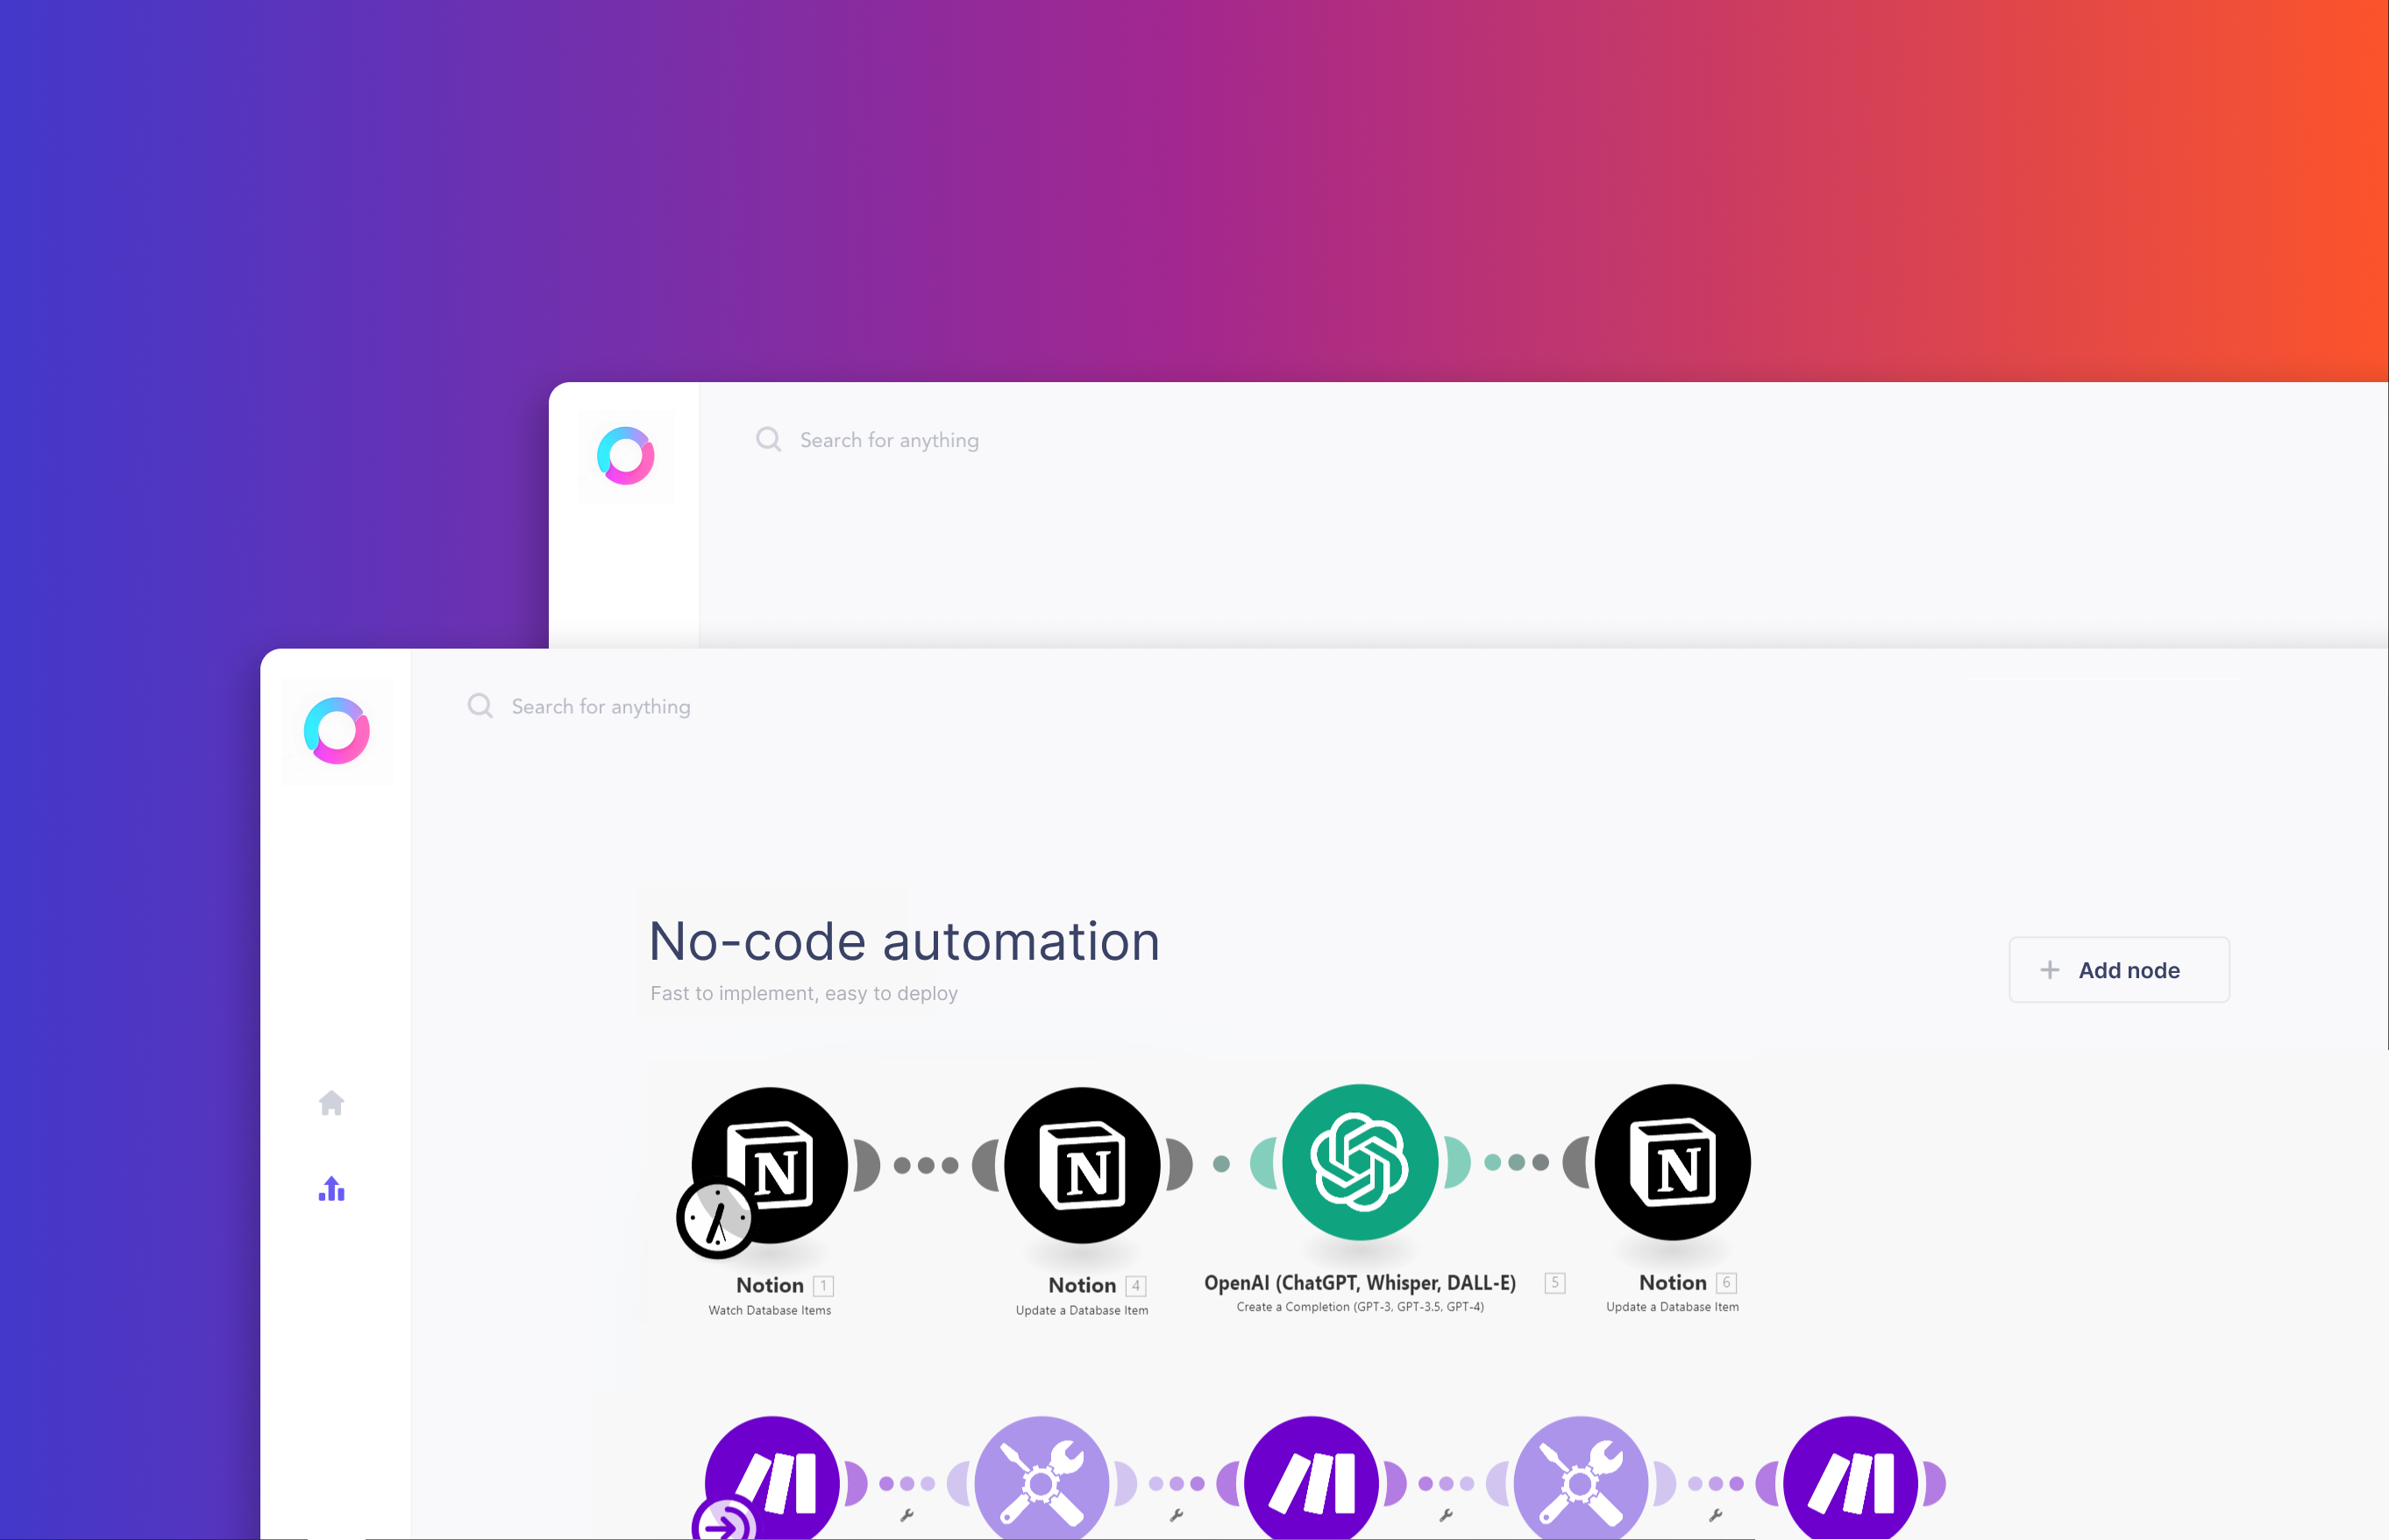 Search for anything
Search for anything
No-code automation
Fast to implement, easy to deploy
+ Add node
Notion 1
Watch Database Items
Notion 4
Update a Database Item
OpenAI (ChatGPT, Whisper, DALL-E) 5
Create a Completion (GPT-3, GPT-3.5, GPT-4)
Notion 6
Update a Database Item